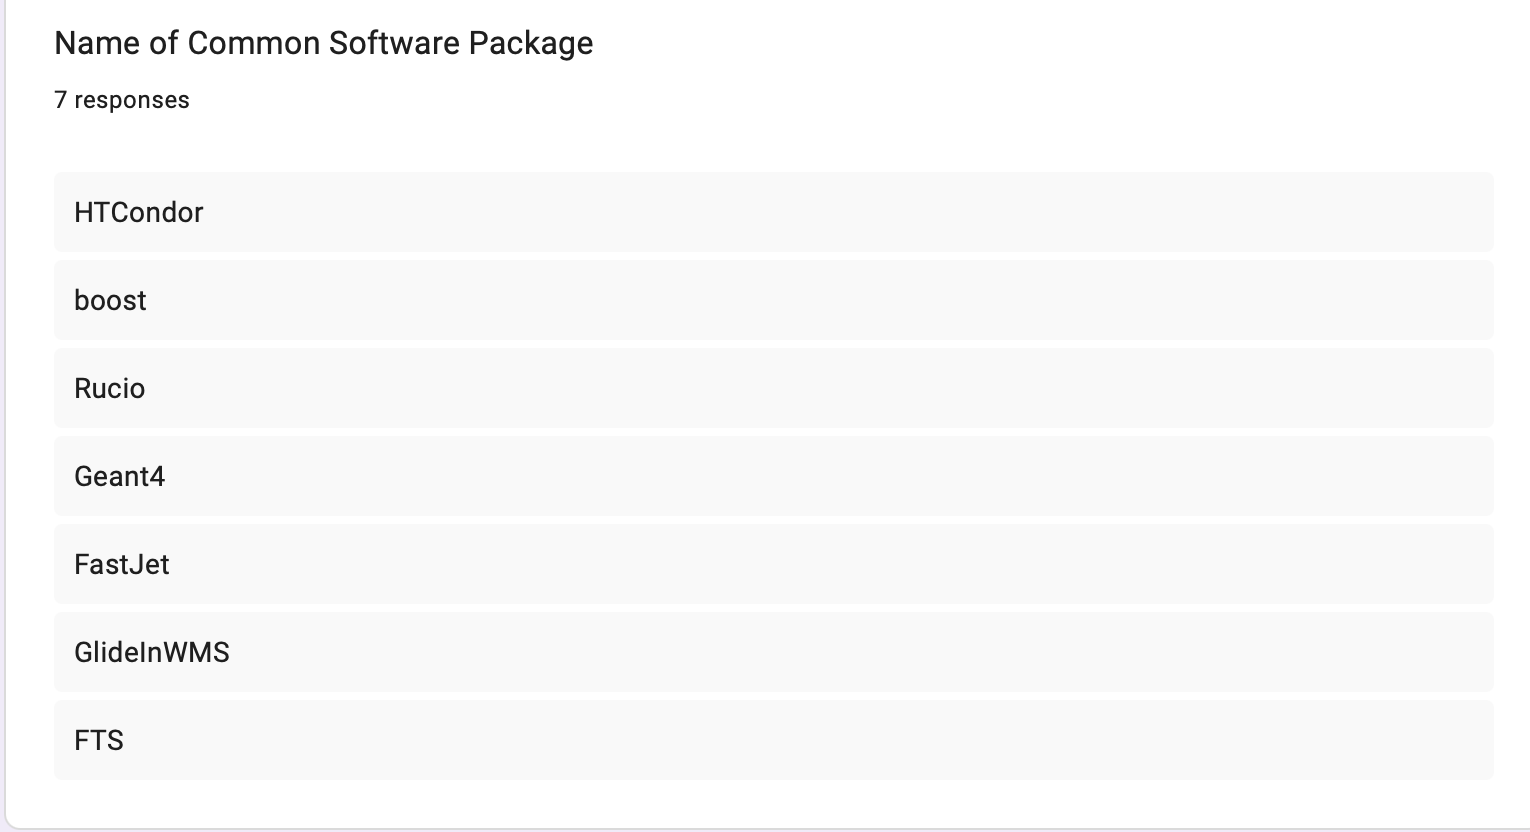 Name of Common Software Package
7 responses
HTCondor
boost
Rucio
Geant4
FastJet
GlideInWMS
FTS